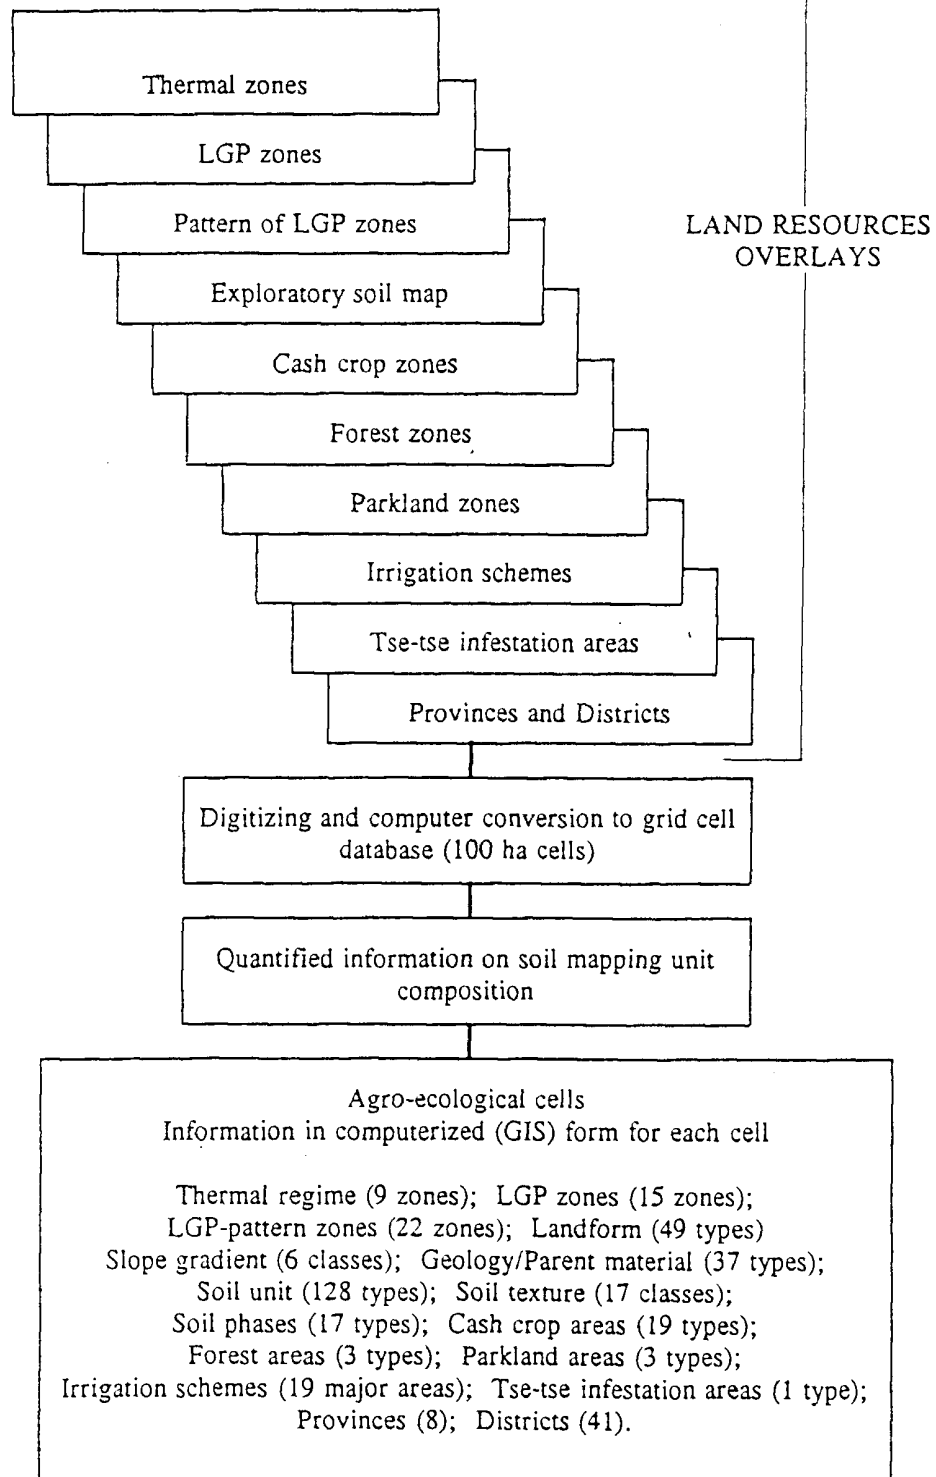 Thermal zones
LGP zones
Pattern of LGP zones
LAND RESOURCES
OVERLAYS
Exploratory soil map
Cash crop zones
Forest zones
Parkland zones
Irrigation schemes
Tse-tse infestation areas
Provinces and Districts
Digitizing and computer conversion to grid cell
database (100 ha cells)
Quantified information on soil mapping unit
composition
Agro-ecological cells
Information in computerized (GIS) form for each cell
Thermal regime (9 zones); LGP zones (15 zones);
LGP-pattern zones (22 zones); Landform (49 types)
Slope gradient (6 classes); Geology/Parent material (37 types);
Soil unit (128 types); Soil texture (17 classes);
Soil phases (17 types); Cash crop areas (19 types);
Forest areas (3 types); Parkland areas (3 types);
Irrigation schemes (19 major areas); Tse-tse infestation areas (1 type);
Provinces (8); Districts (41).